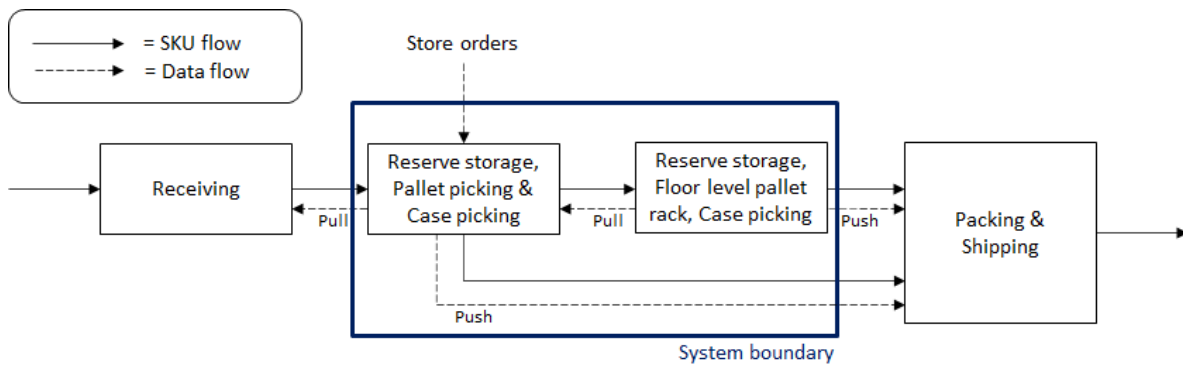 = SKU flow
= Data flow
Store orders
Receiving
Reserve storage,
Pallet picking &
Case picking
Reserve storage,
Floor level pallet
rack, Case picking
Packing &
Shipping
Pull
Pull
Push
Push
System boundary